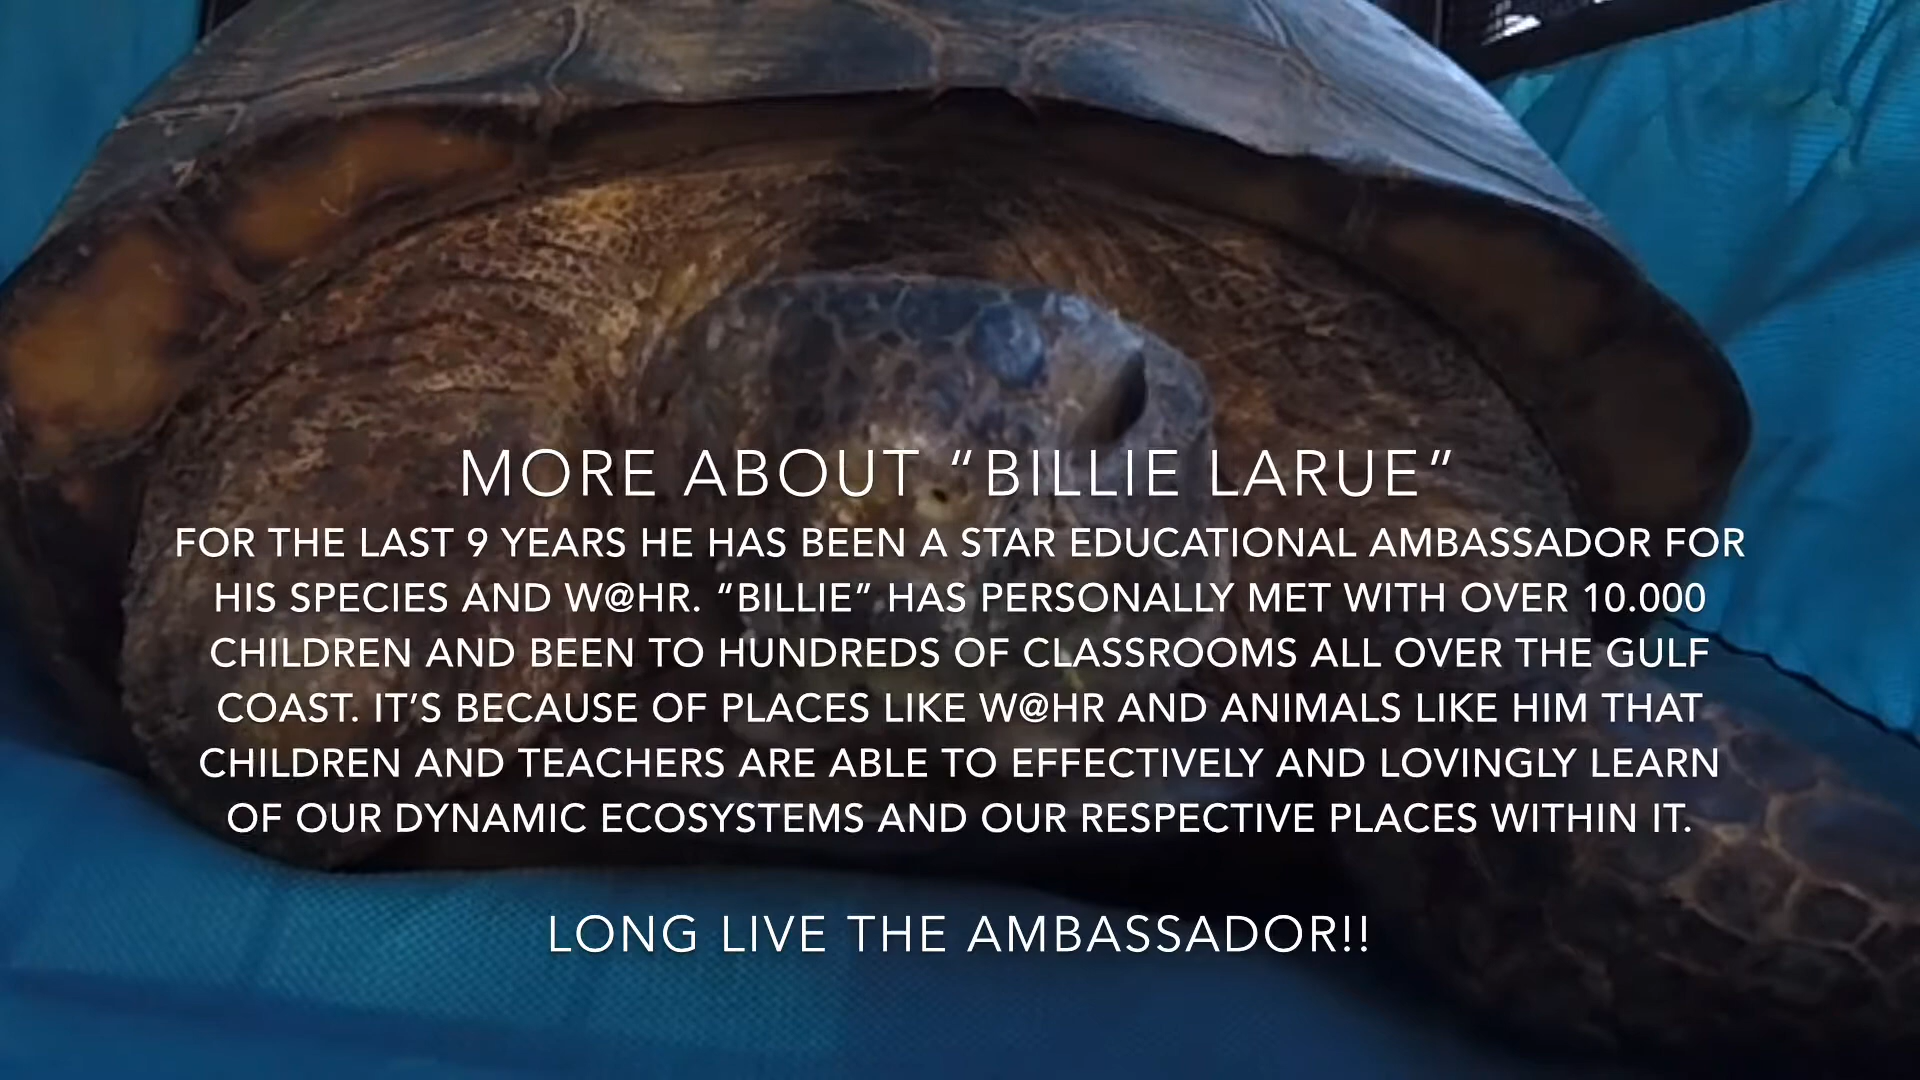 MORE ABOUT “BILLIE LARUE”
FOR THE LAST 9 YEARS HE HAS BEEN A STAR EDUCATIONAL AMBASSADOR FOR
HIS SPECIES AND W@HR. “BILLIE” HAS PERSONALLY MET WITH OVER 10.000
CHILDREN AND BEEN TO HUNDREDS OF CLASSROOMS ALL OVER THE GULF
COAST. IT’S BECAUSE OF PLACES LIKE W@HR AND ANIMALS LIKE HIM THAT
CHILDREN AND TEACHERS ARE ABLE TO EFFECTIVELY AND LOVINGLY LEARN
OF OUR DYNAMIC ECOSYSTEMS AND OUR RESPECTIVE PLACES WITHIN IT.
LONG LIVE THE AMBASSADOR!!